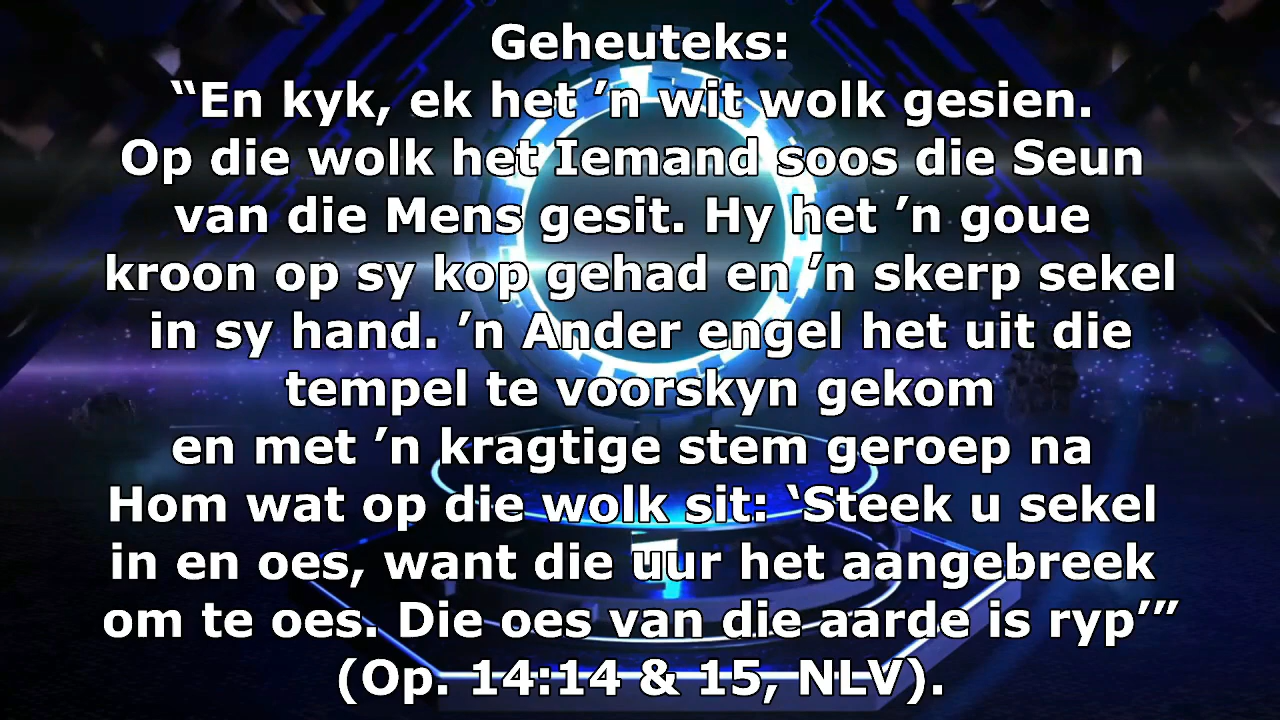 Geheuteks:
“En kyk, ek het ’n wit wolk gesien.
Op die wolk het Iemand soos die Seun
van die Mens gesit. Hy het ’n goue
kroon op sy kop gehad en ’n skerp sekel
in sy hand. ’n Ander engel het uit die
tempel te voorskyn gekom
en met ’n kragtige stem geroep na
Hom wat op die wolk sit: ‘Steek u sekel
in en oes, want die uur het aangebreek
om te oes. Die oes van die aarde is ryp’”
(Op. 14:14 & 15, NLV).